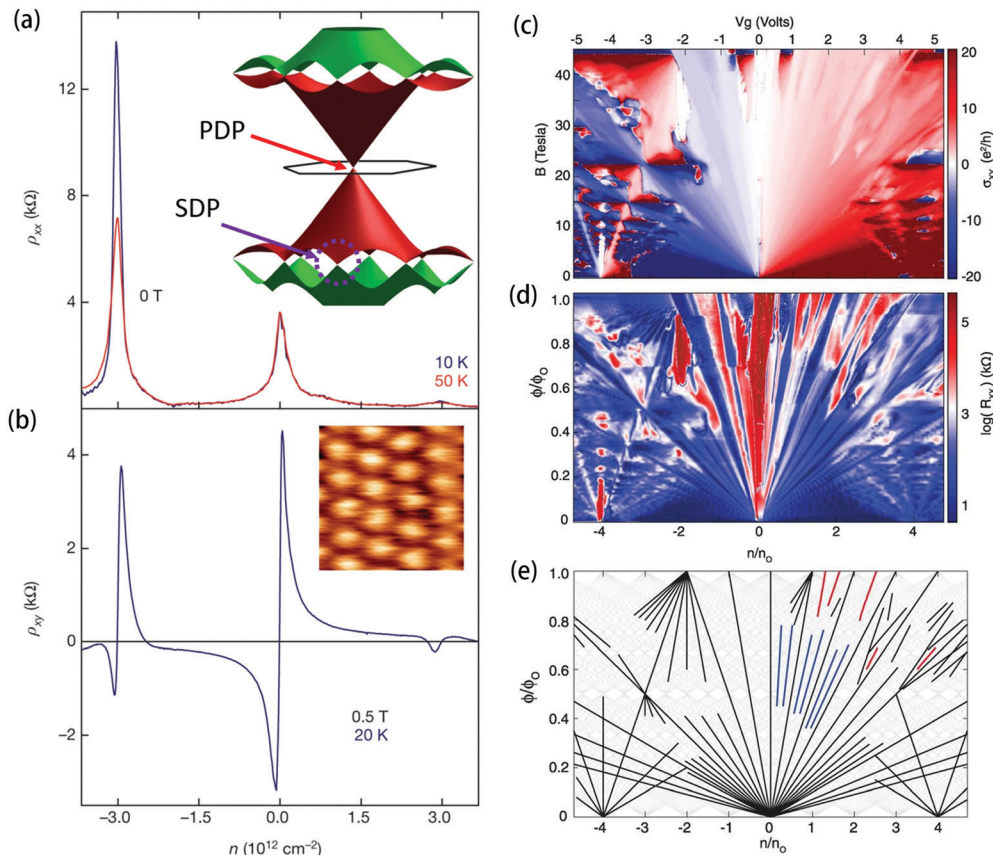 (a)
14
12
9
8
4
ρxx (kΩ)
PDP
SDP
0 T
10 K
50 K
(b)
4
2
0
−2
ρxy (kΩ)
0.5 T
20 K
−3.0 −1.5 0.0 1.5 3.0
n (10¹² cm⁻²)
(c)
Vg (Volts)
-5 -4 -3 -2 -1 0 1 2 3 4 5
40
30
20
10
0
B (Tesla)
20
10
0
-10
-20
σxy (e²/h)
(d)
1.0
0.8
0.6
0.4
0.2
0
ϕ/ϕo
-4 -2 0 2 4
n/no
5
3
1
log( Rxx) (kΩ)
(e)
1.0
0.8
0.6
0.4
0.2
0
ϕ/ϕo
-4 -3 -2 -1 0 1 2 3 4
n/no